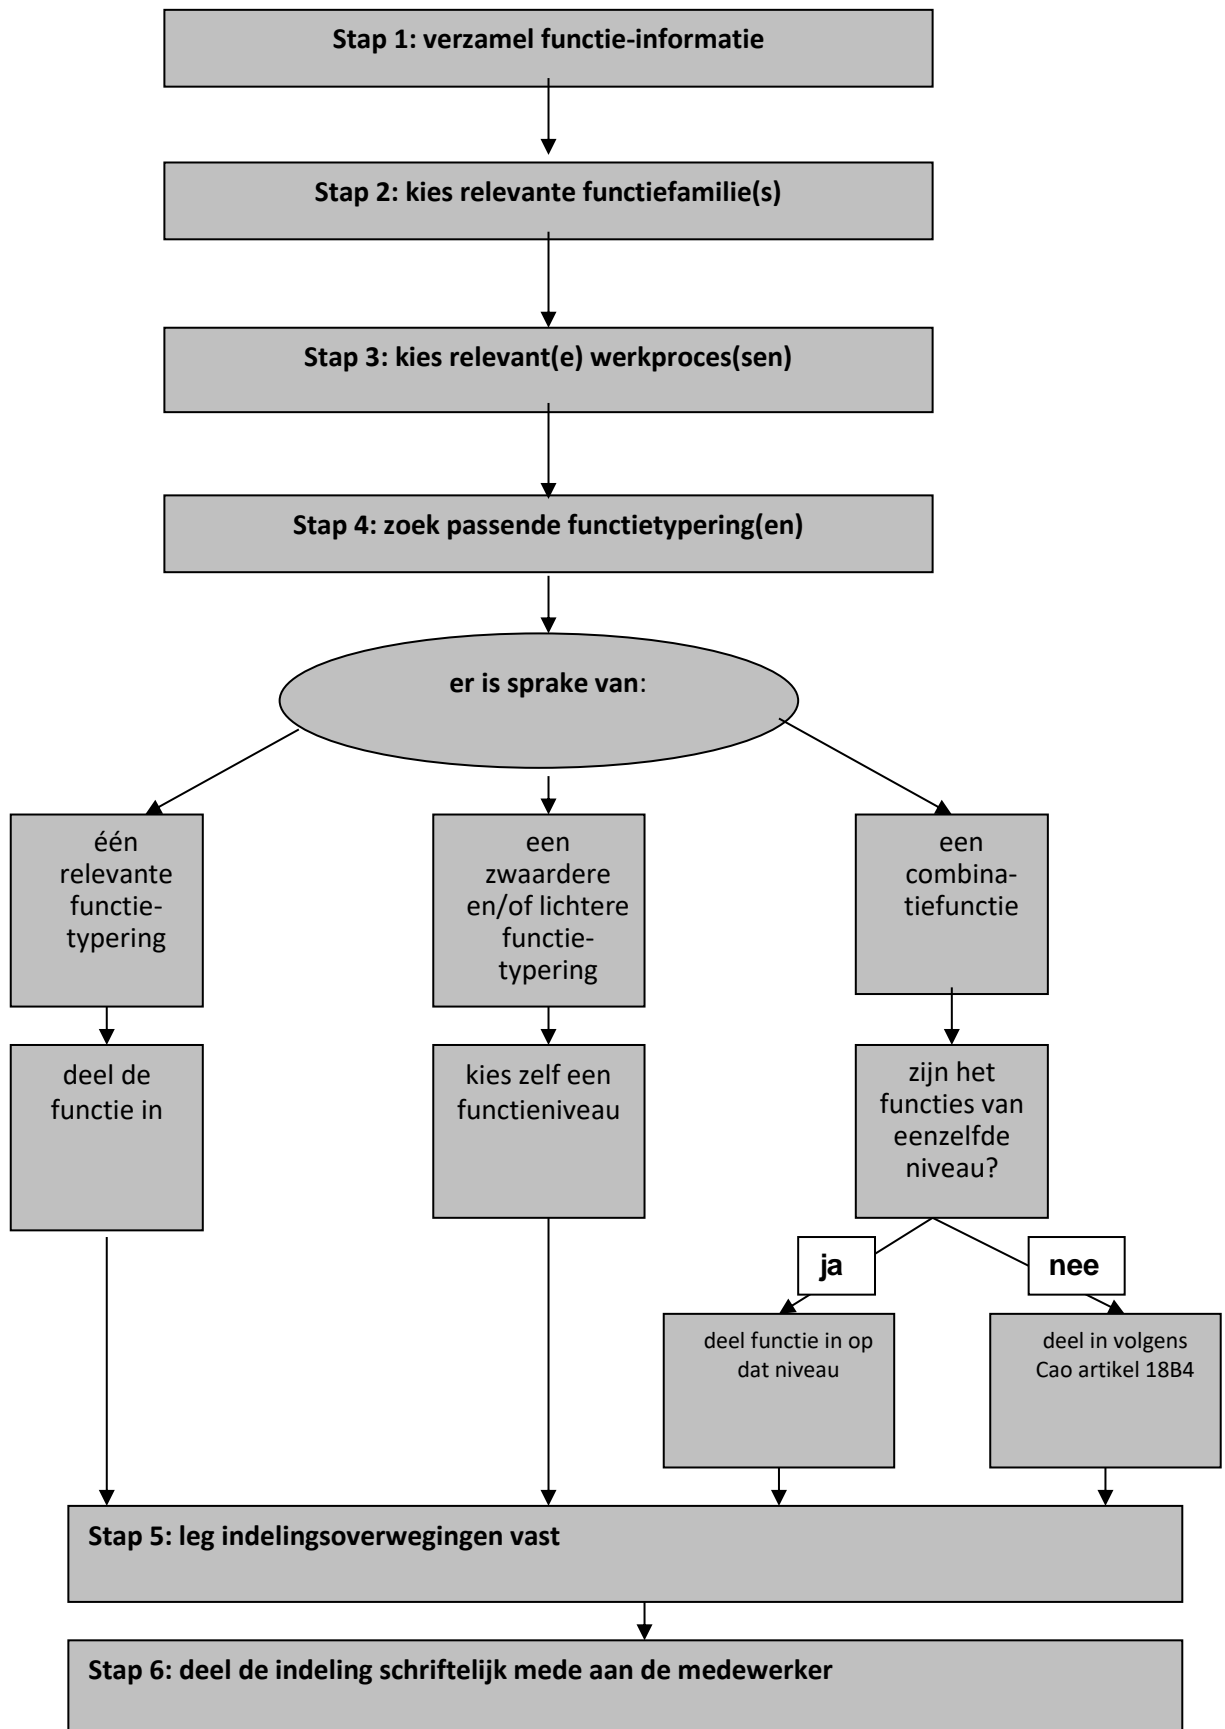 Stap 1: verzamel functie-informatie
Stap 2: kies relevante functiefamilie(s)
Stap 3: kies relevant(e) werkproces(sen)
Stap 4: zoek passende functietypering(en)
er is sprake van:
één
relevante
functie-
typering
een
zwaardere
en/of lichtere
functie-
typering
een
combina-
tiefunctie
deel de
functie in
kies zelf een
functieniveau
zijn het
functies van
eenzelfde
niveau?
ja
nee
deel functie in op
dat niveau
deel in volgens
Cao artikel 18B4
Stap 5: leg indelingsoverwegingen vast
Stap 6: deel de indeling schriftelijk mede aan de medewerker